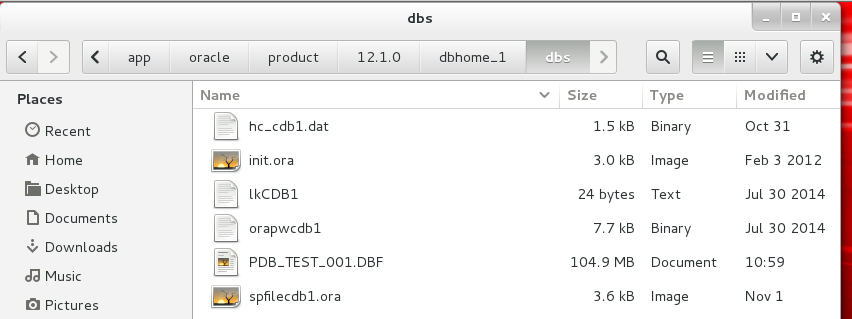 dbs
app oracle product 12.1.0 dbhome_1 dbs
Places
Recent
Home
Desktop
Documents
Downloads
Music
Pictures
Name Size Type Modified
hc_cdb1.dat 1.5 kB Binary Oct 31
init.ora 3.0 kB Image Feb 3 2012
lkCDB1 24 bytes Text Jul 30 2014
orapwcdb1 7.7 kB Binary Jul 30 2014
PDB_TEST_001.DBF 104.9 MB Document 10:59
spfilecdb1.ora 3.6 kB Image Nov 1